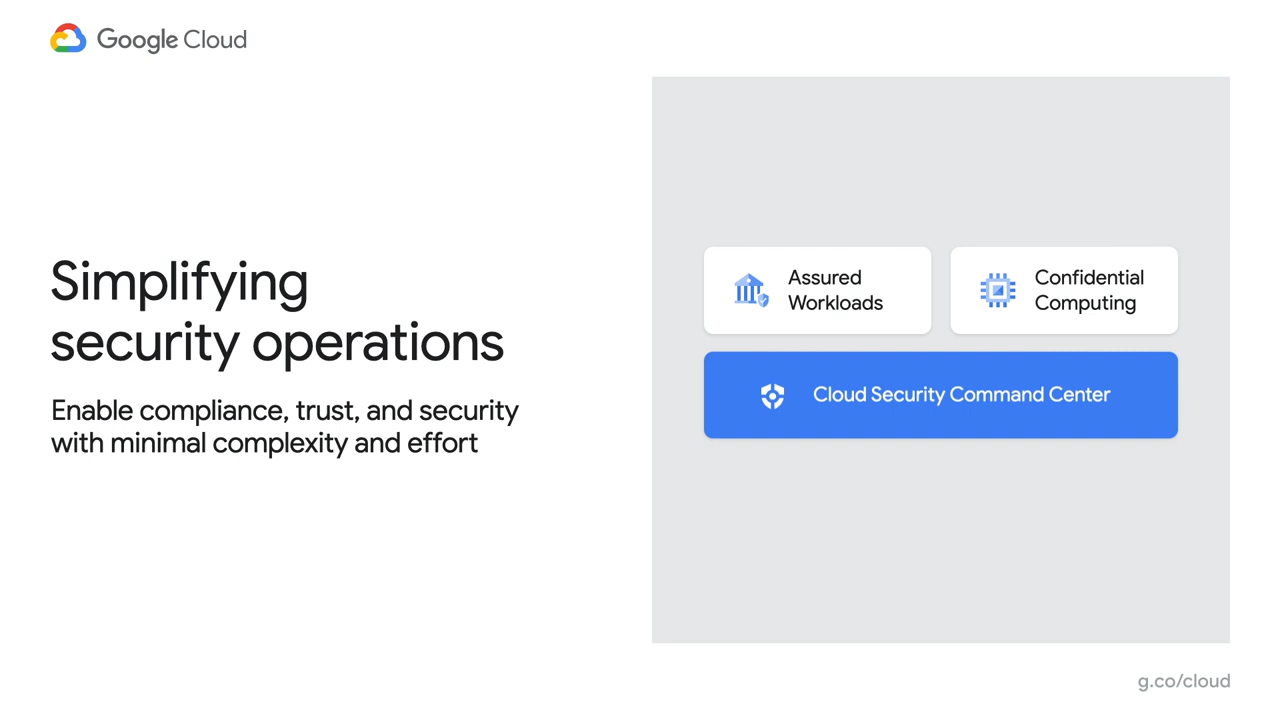 Google Cloud
Simplifying
security operations
Enable compliance, trust, and security
with minimal complexity and effort
Assured
Workloads
Confidential
Computing
Cloud Security Command Center
g.co/cloud